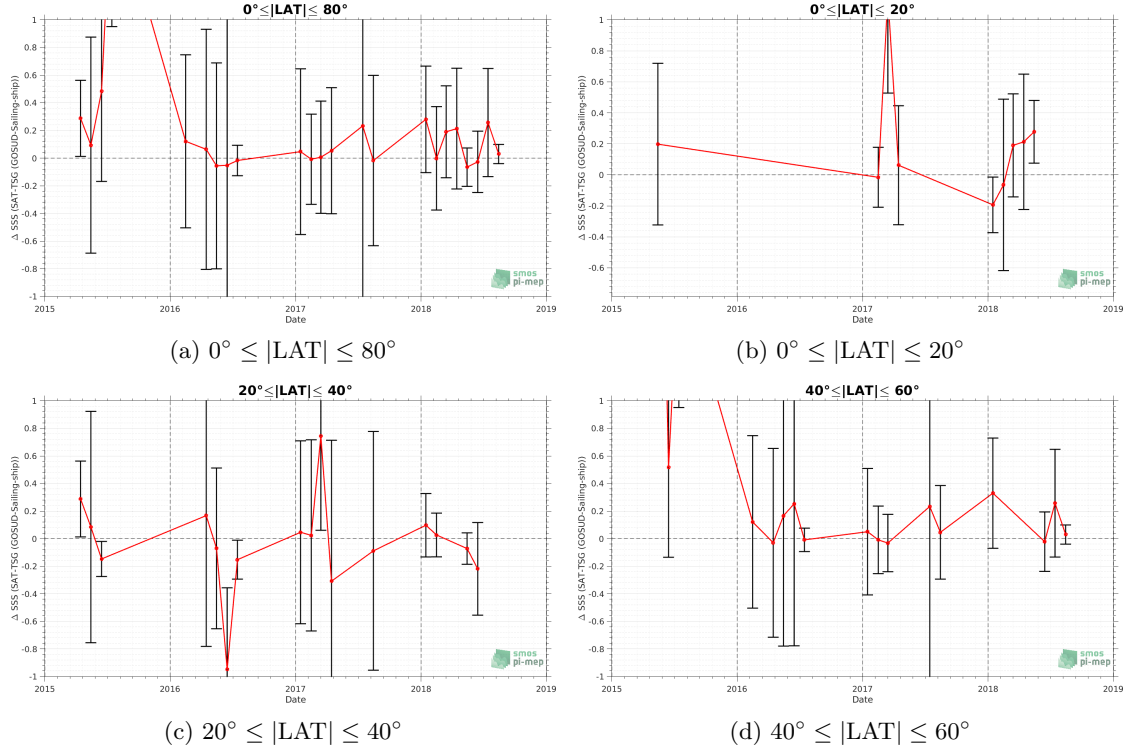 0°≤|LAT|≤ 80°
Δ SSS (SAT-TSG (GOSUD-Sailing-ship))
1
0.8
0.6
0.4
0.2
0
-0.2
-0.4
-0.6
-0.8
-1
2015 2016 2017 2018 2019
Date
smos
pi-mep
(a) 0° ≤ |LAT| ≤ 80°
0°≤|LAT|≤ 20°
Δ SSS (SAT-TSG (GOSUD-Sailing-ship))
1
0.8
0.6
0.4
0.2
0
-0.2
-0.4
-0.6
2015 2016 2017 2018 2019
Date
smos
pi-mep
(b) 0° ≤ |LAT| ≤ 20°
20°≤|LAT|≤ 40°
Δ SSS (SAT-TSG (GOSUD-Sailing-ship))
1
0.8
0.6
0.4
0.2
0
-0.2
-0.4
-0.6
-0.8
-1
2015 2016 2017 2018 2019
Date
smos
pi-mep
(c) 20° ≤ |LAT| ≤ 40°
40°≤|LAT|≤ 60°
Δ SSS (SAT-TSG (GOSUD-Sailing-ship))
1
0.8
0.6
0.4
0.2
0
-0.2
-0.4
-0.6
-0.8
-1
2015 2016 2017 2018 2019
Date
smos
pi-mep
(d) 40° ≤ |LAT| ≤ 60°